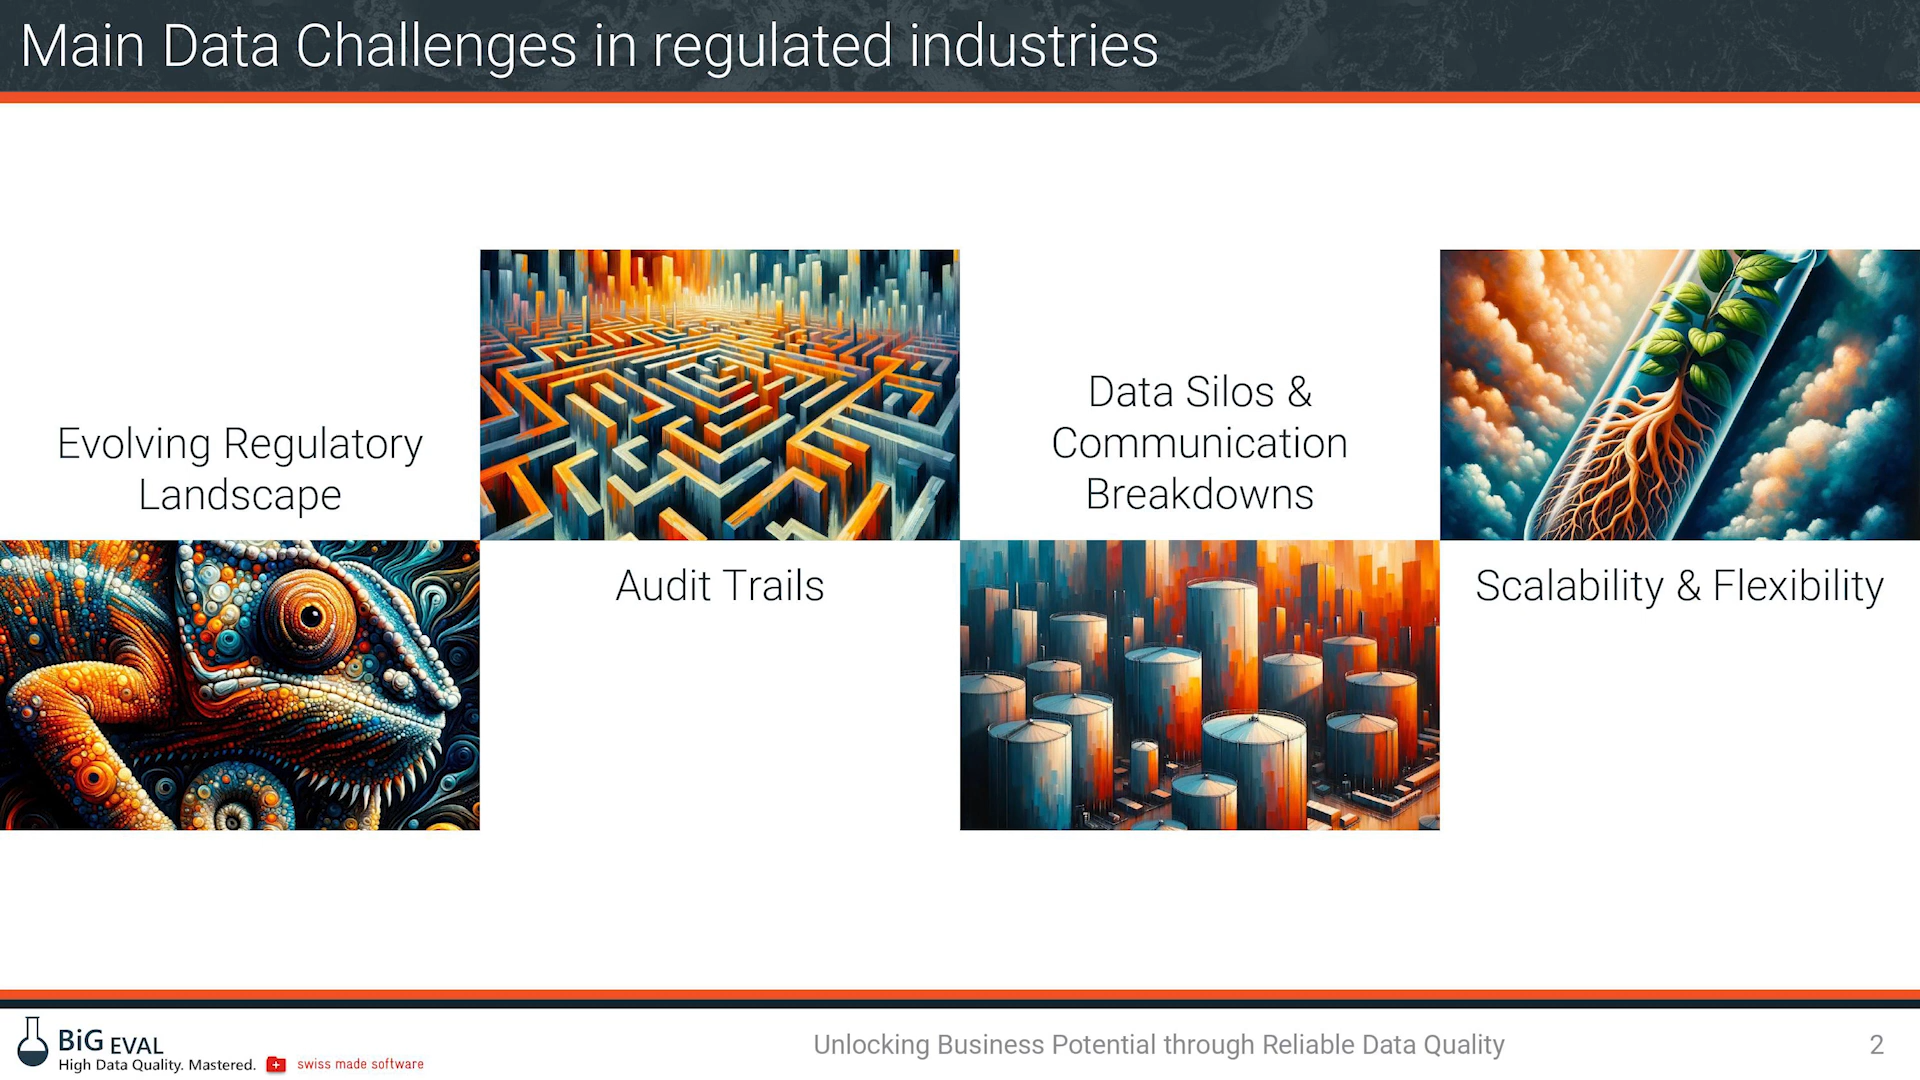 Main Data Challenges in regulated industries
Evolving Regulatory
Landscape
Audit Trails
Data Silos &
Communication
Breakdowns
Scalability & Flexibility
BiG EVAL
High Data Quality. Mastered.
swiss made software
Unlocking Business Potential through Reliable Data Quality
2